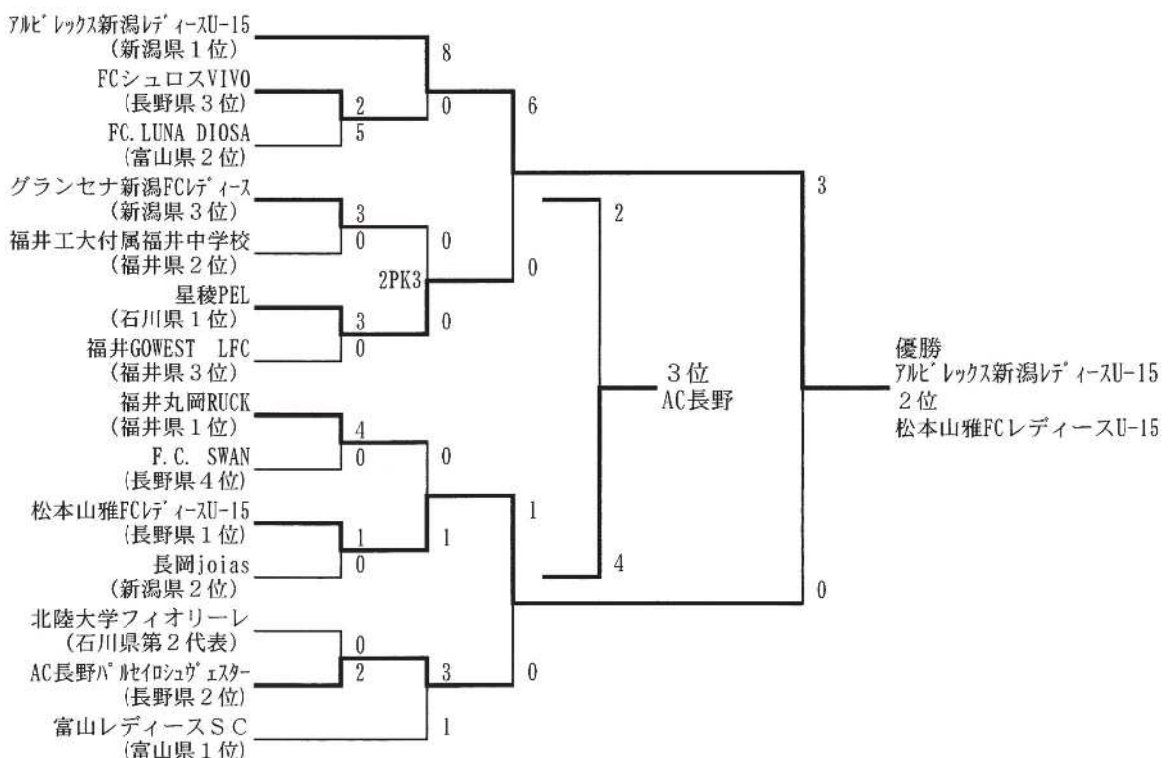 アルビレックス新潟レディースU-15
(新潟県1位)
8
FCシュロスVIVO
(長野県3位)
2
0
6
FC. LUNA DIOSA
5
(富山県2位)
3
グランセナ新潟FCレディース
(新潟県3位)
3
2
福井工大付属福井中学校
0
0
(福井県2位)
2PK3
0
星稜PEL
(石川県1位)
3
0
福井GOWEST LFC
0
(福井県3位)
優勝
アルビレックス新潟レディースU-15
3位
AC長野
2位
松本山雅FCレディースU-15
福井丸岡RUCK
(福井県1位)
4
F.C. SWAN
0
0
(長野県4位)
松本山雅FCレディースU-15
1
(長野県1位)
1
1
長岡joias
0
4
(新潟県2位)
0
北陸大学フィオリーレ
(石川県第2代表)
0
AC長野パルセイロシュヴェスター
2
3
0
(長野県2位)
富山レディースSC
1
(富山県1位)